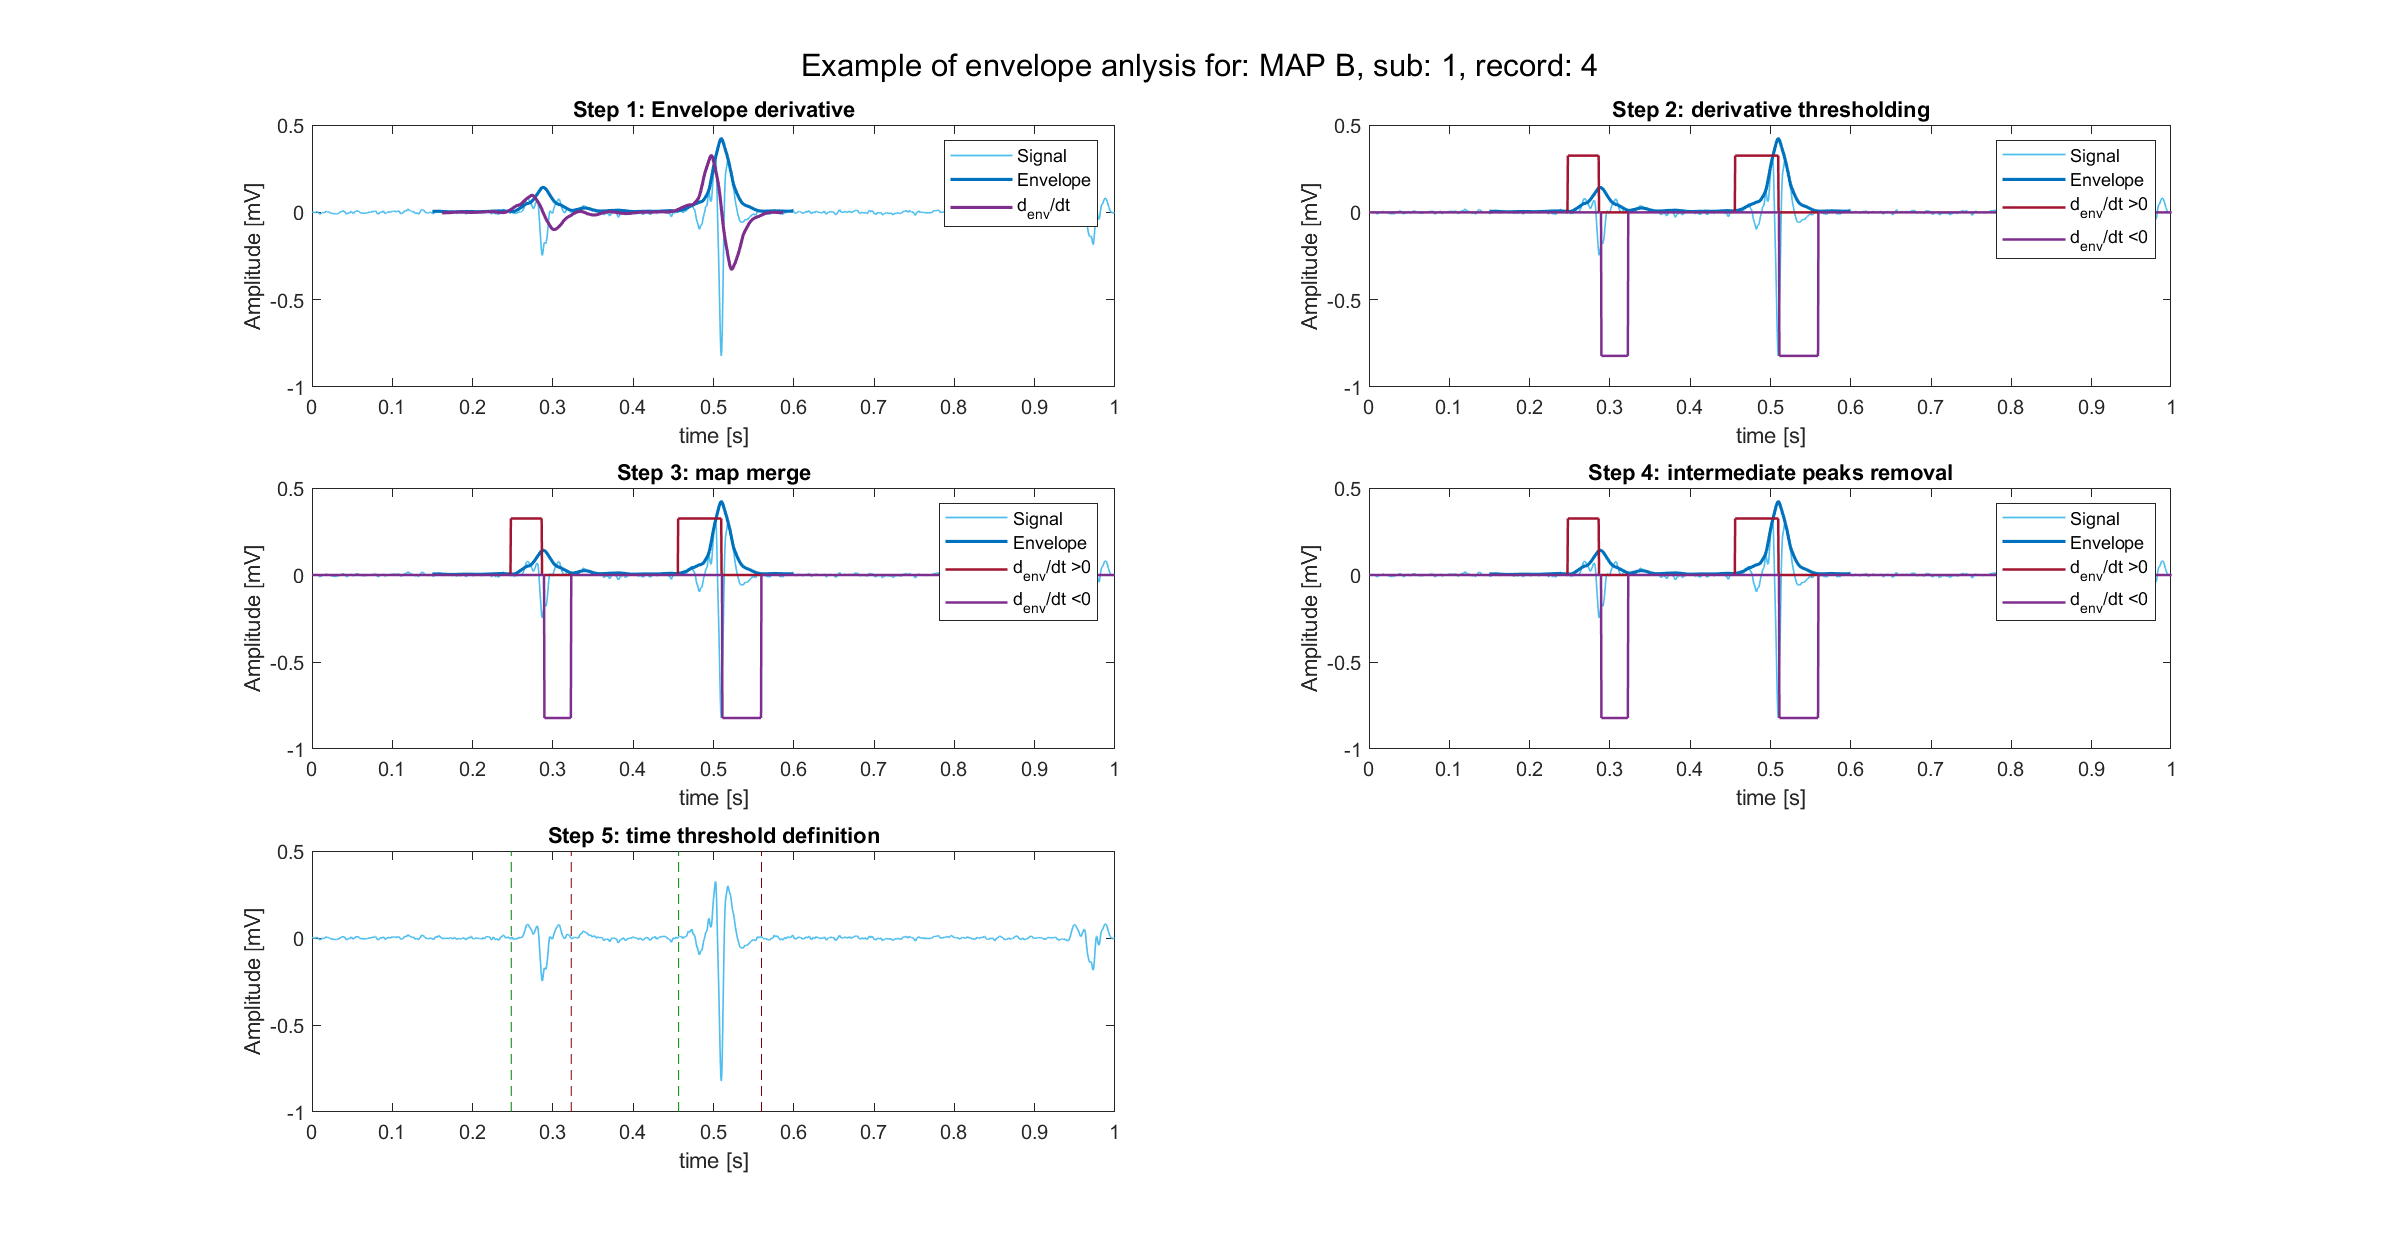 Example of envelope anlysis for: MAP B, sub: 1, record: 4
Step 1: Envelope derivative
0.5
0
-0.5
-1
Amplitude [mV]
Signal
Envelope
d_env/dt
0 0.1 0.2 0.3 0.4 0.5 0.6 0.7 0.8 0.9 1
time [s]
Step 2: derivative thresholding
0.5
0
-0.5
-1
Amplitude [mV]
Signal
Envelope
d_env/dt >0
d_env/dt <0
0 0.1 0.2 0.3 0.4 0.5 0.6 0.7 0.8 0.9 1
time [s]
Step 3: map merge
0.5
0
-0.5
-1
Amplitude [mV]
Signal
Envelope
d_env/dt >0
d_env/dt <0
0 0.1 0.2 0.3 0.4 0.5 0.6 0.7 0.8 0.9 1
time [s]
Step 4: intermediate peaks removal
0.5
0
-0.5
-1
Amplitude [mV]
Signal
Envelope
d_env/dt >0
d_env/dt <0
0 0.1 0.2 0.3 0.4 0.5 0.6 0.7 0.8 0.9 1
time [s]
Step 5: time threshold definition
0.5
0
-0.5
-1
Amplitude [mV]
0 0.1 0.2 0.3 0.4 0.5 0.6 0.7 0.8 0.9 1
time [s]